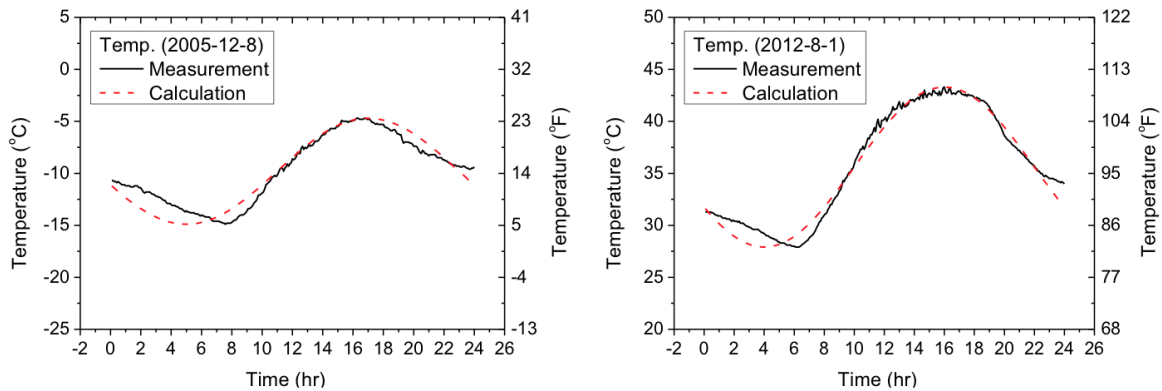 Temp. (2005-12-8)
Measurement
Calculation
5
0
-5
-10
-15
-20
-25
Temperature (°C)
41
32
23
14
5
-4
-13
Temperature (°F)
-2 0 2 4 6 8 10 12 14 16 18 20 22 24 26
Time (hr)
Temp. (2012-8-1)
Measurement
Calculation
50
45
40
35
30
25
20
Temperature (°C)
122
113
104
95
86
77
68
Temperature (°F)
-2 0 2 4 6 8 10 12 14 16 18 20 22 24 26
Time (hr)